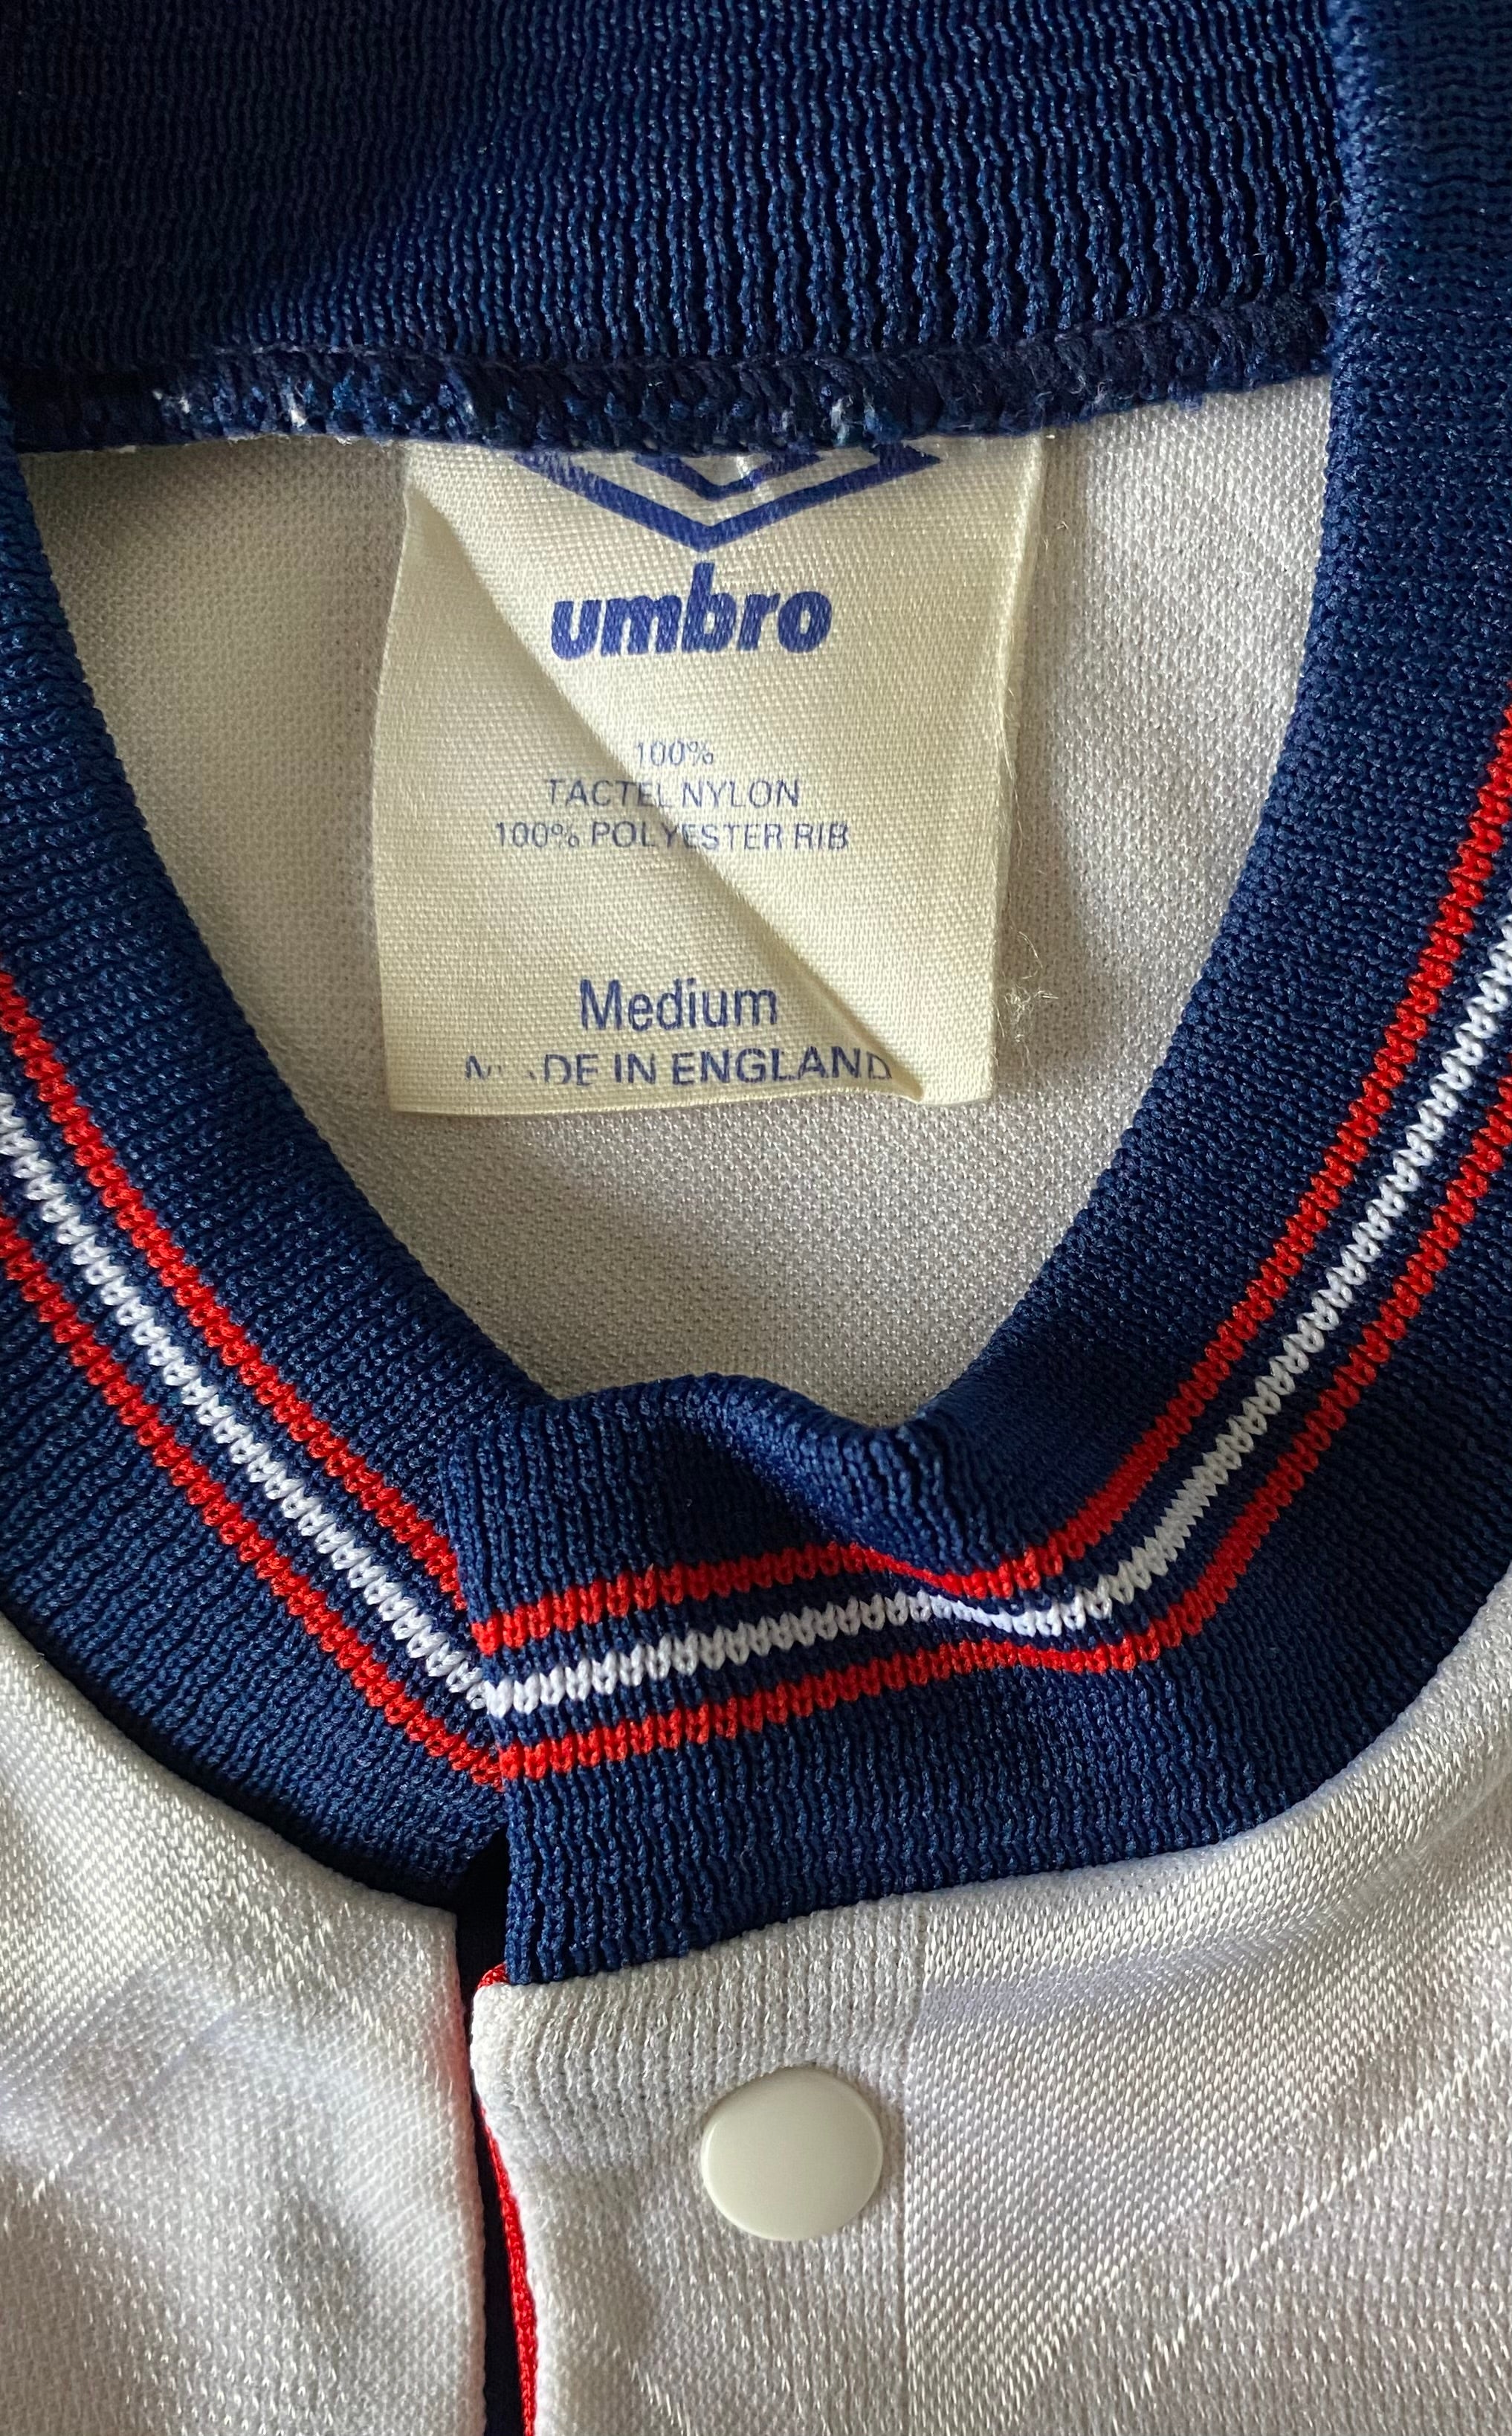 umbro
100%
TACTEL NYLON
100% POLYESTER RIB
Medium
MADE IN ENGLAND